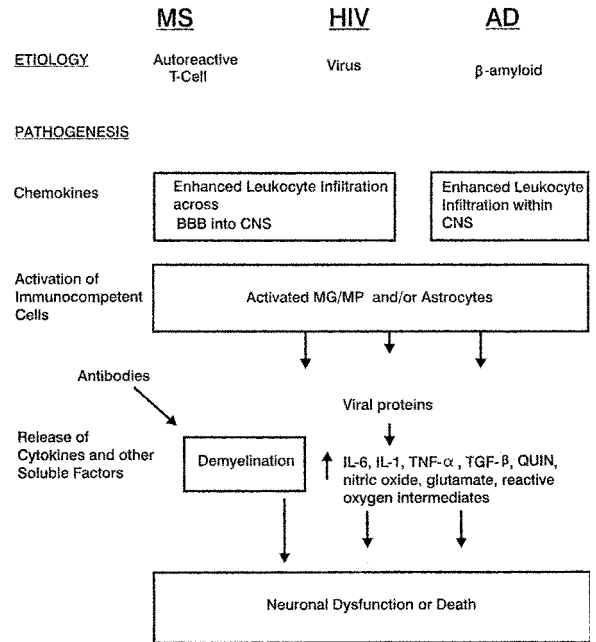 MS HIV AD
ETIOLOGY
Autoreactive
T-Cell
Virus
β-amyloid
PATHOGENESIS
Chemokines
Enhanced Leukocyte Infiltration
across
BBB into CNS
Enhanced Leukocyte
Infiltration within
CNS
Activation of
Immunocompetent
Cells
Activated MG/MP and/or Astrocytes
Antibodies
Viral proteins
Release of
Cytokines and other
Soluble Factors
Demyelination
IL-6, IL-1, TNF-α , TGF-β, QUIN,
nitric oxide, glutamate, reactive
oxygen intermediates
Neuronal Dysfunction or Death